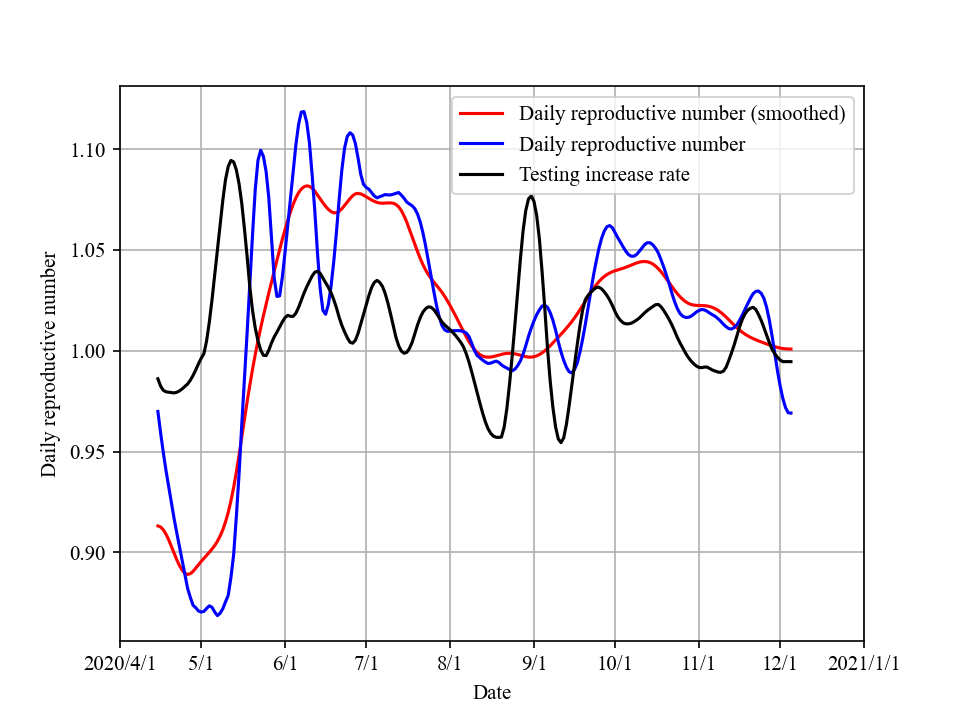 Daily reproductive number (smoothed)
Daily reproductive number
Testing increase rate
1.10
1.05
1.00
0.95
0.90
Daily reproductive number
2020/4/1 5/1 6/1 7/1 8/1 9/1 10/1 11/1 12/1 2021/1/1
Date